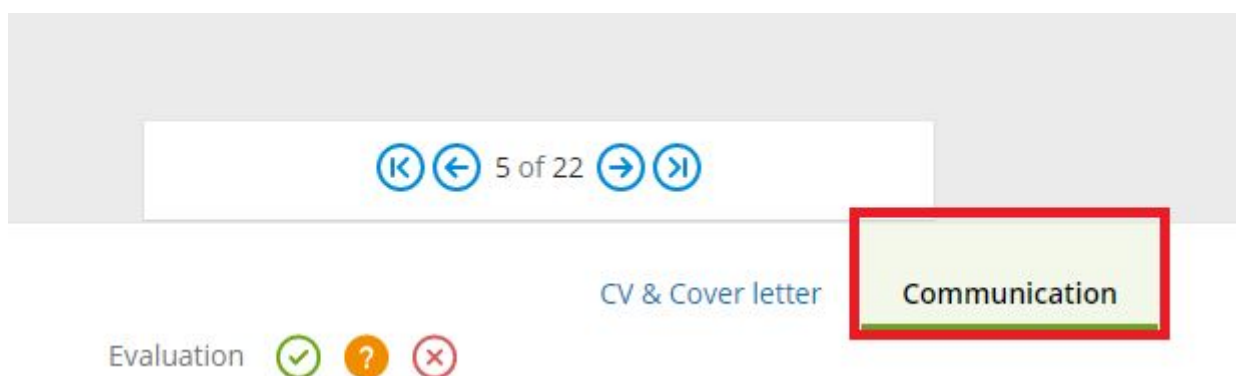 5 of 22
CV & Cover letter
Communication
Evaluation ?